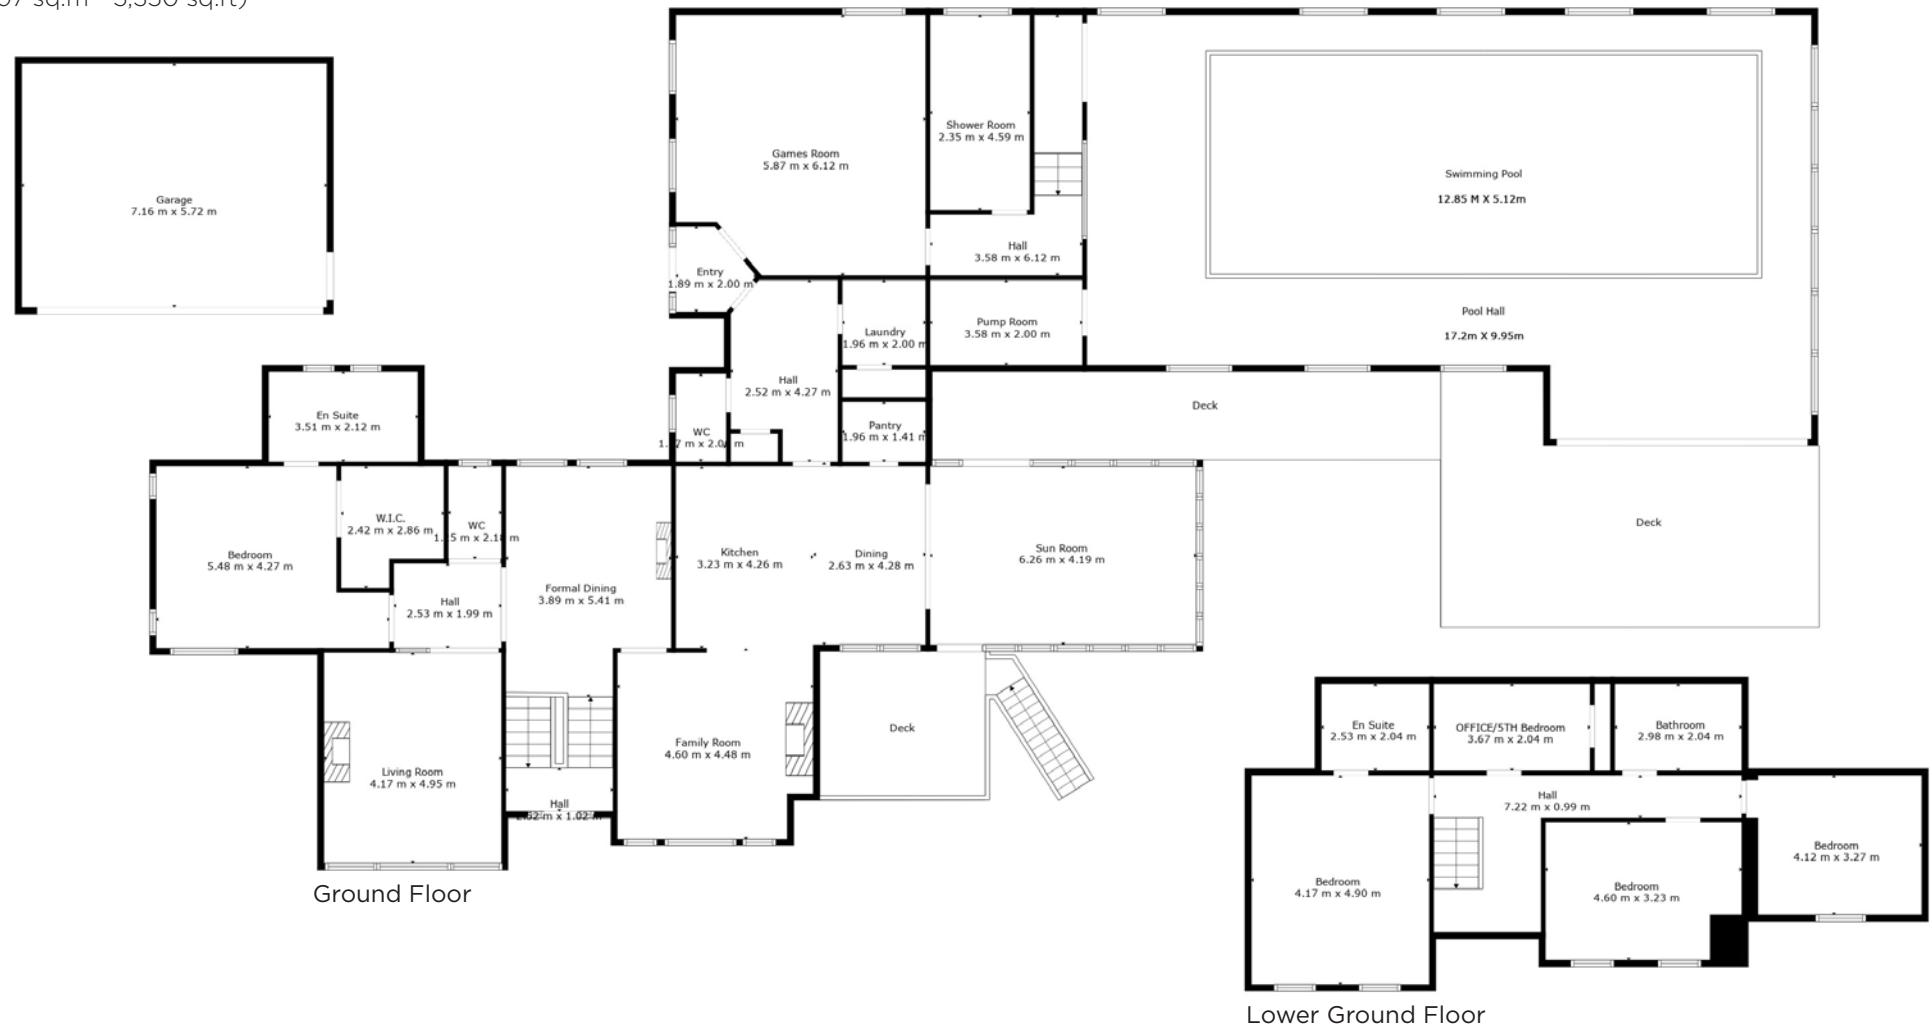 Garage
7.16 m x 5.72 m
Games Room
5.87 m x 6.12 m
Shower Room
2.35 m x 4.59 m
Hall
3.58 m x 6.12 m
Swimming Pool
12.85 M X 5.12m
Pool Hall
17.2m X 9.95m
Entry
1.89 m x 2.00 m
Laundry
1.96 m x 2.00 m
Pump Room
3.58 m x 2.00 m
Hall
2.52 m x 4.27 m
WC
Pantry
1.96 m x 1.41 m
Deck
En Suite
3.51 m x 2.12 m
Bedroom
5.48 m x 4.27 m
W.I.C.
2.42 m x 2.86 m
WC
Hall
2.53 m x 1.99 m
Formal Dining
3.89 m x 5.41 m
Kitchen
3.23 m x 4.26 m
Dining
2.63 m x 4.28 m
Sun Room
6.26 m x 4.19 m
Deck
Living Room
4.17 m x 4.95 m
Hall
Family Room
4.60 m x 4.48 m
Deck
Ground Floor
En Suite
2.53 m x 2.04 m
OFFICE/5TH Bedroom
3.67 m x 2.04 m
Bathroom
2.98 m x 2.04 m
Hall
7.22 m x 0.99 m
Bedroom
4.17 m x 4.90 m
Bedroom
4.60 m x 3.23 m
Bedroom
4.12 m x 3.27 m
Lower Ground Floor